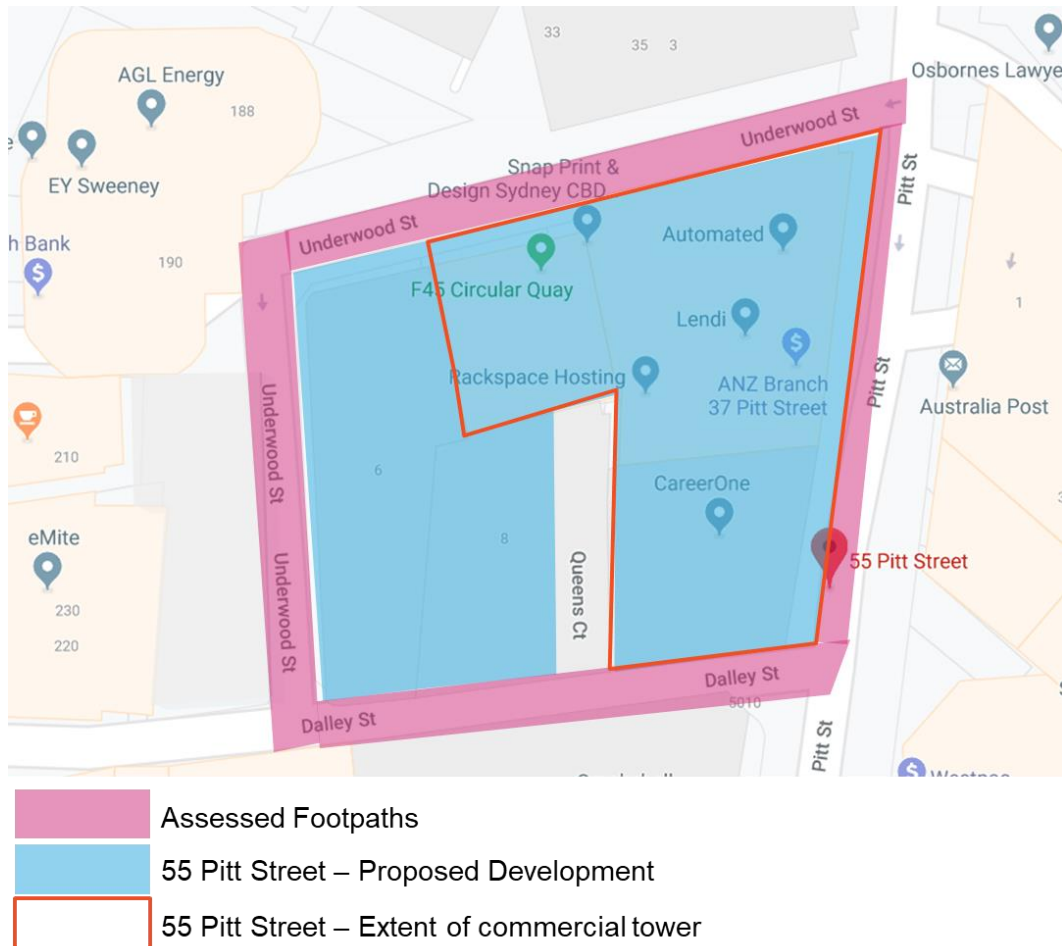 33
35 3
Osbornes Lawye
AGL Energy
188
Underwood St
EY Sweeney
Snap Print &
Design Sydney CBD
Pitt St
Underwood St
h Bank
190
Automated
F45 Circular Quay
1
Lendi
Rackspace Hosting
ANZ Branch
37 Pitt Street
Pitt St
Australia Post
210
6
Underwood St
CareerOne
eMite
8
Queens Ct
55 Pitt Street
230
220
Underwood St
Dalley St
Dalley St
5010
Pitt St
Assessed Footpaths
55 Pitt Street – Proposed Development
55 Pitt Street – Extent of commercial tower